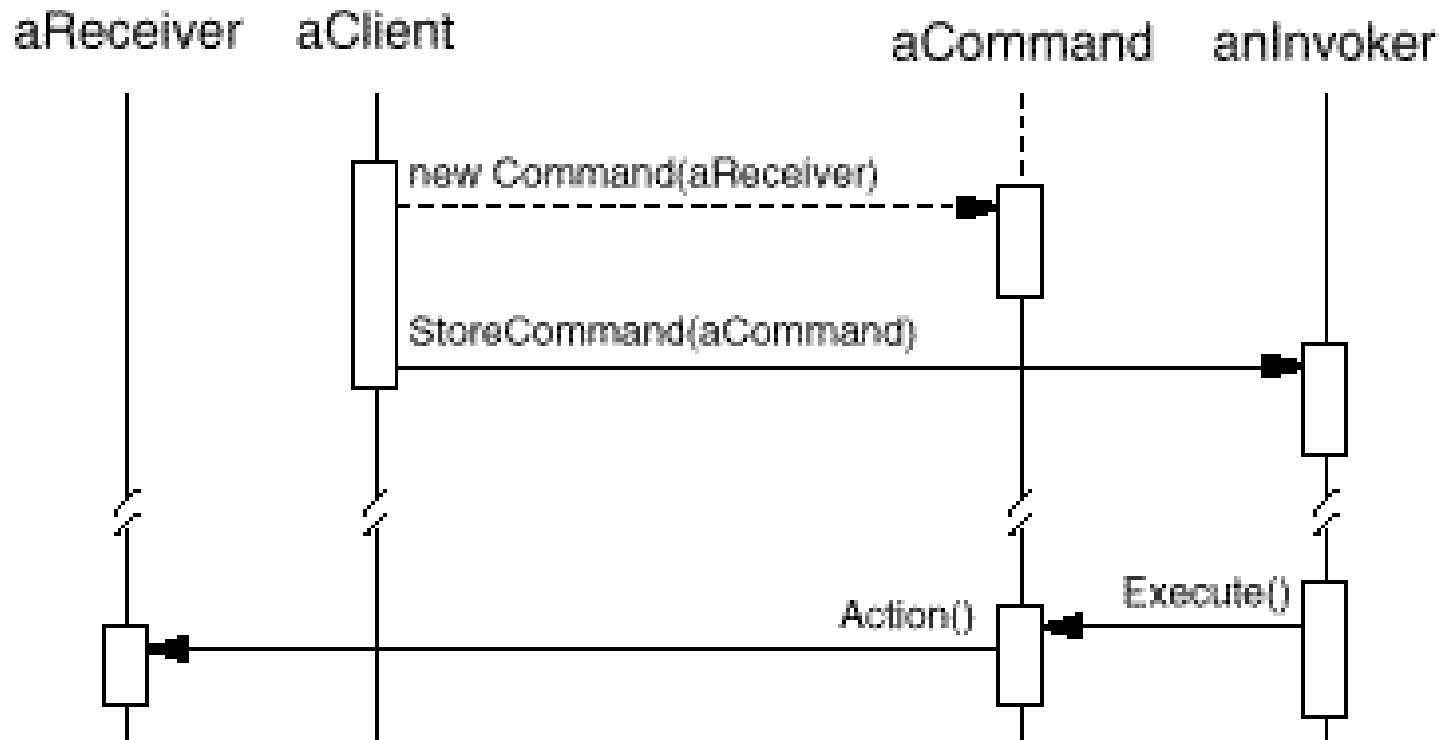 aReceiver
aClient
aCommand
anInvoker
new Command(aReceiver)
StoreCommand(aCommand)
Execute()
Action()